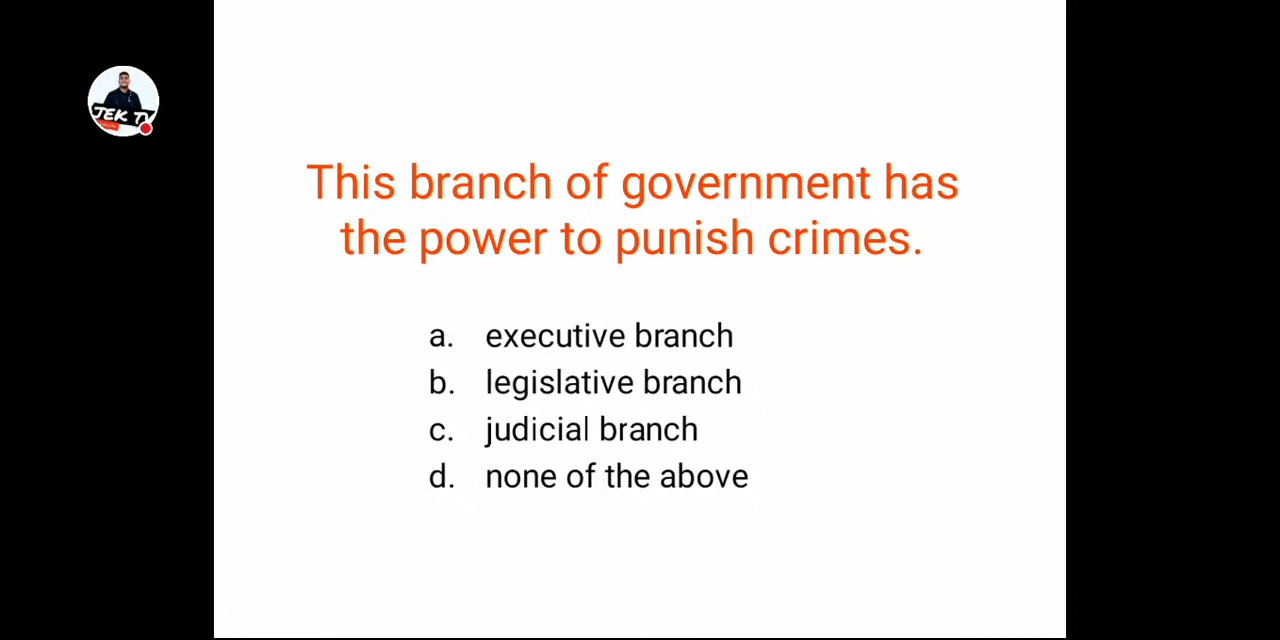 JEK TV
This branch of government has
the power to punish crimes.
a. executive branch
b. legislative branch
c. judicial branch
d. none of the above